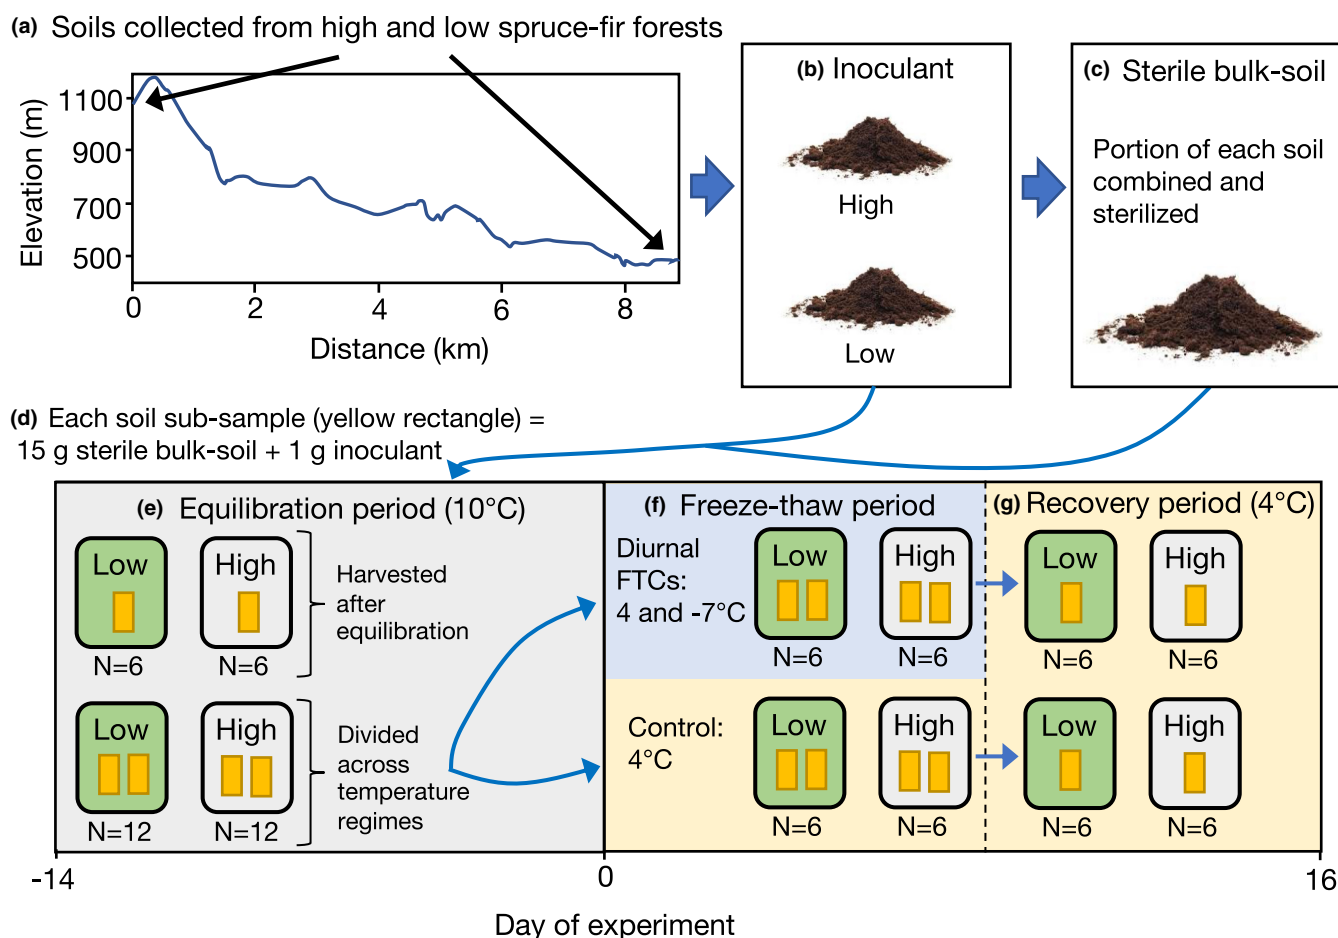 (a) Soils collected from high and low spruce-fir forests
Elevation (m)
1100
900
700
500
0
2
4
6
8
Distance (km)
(b) Inoculant
High
Low
(c) Sterile bulk-soil
Portion of each soil
combined and
sterilized
(d) Each soil sub-sample (yellow rectangle) =
15 g sterile bulk-soil + 1 g inoculant
(e) Equilibration period (10°C)
Low
High
N=6
N=6
Harvested
after
equilibration
Low
High
N=12
N=12
Divided
across
temperature
regimes
(f) Freeze-thaw period
Diurnal
FTCs:
4 and -7°C
Low
High
N=6
N=6
Control:
4°C
Low
High
N=6
N=6
(g) Recovery period (4°C)
Low
High
N=6
N=6
Low
High
N=6
N=6
-14
0
16
Day of experiment